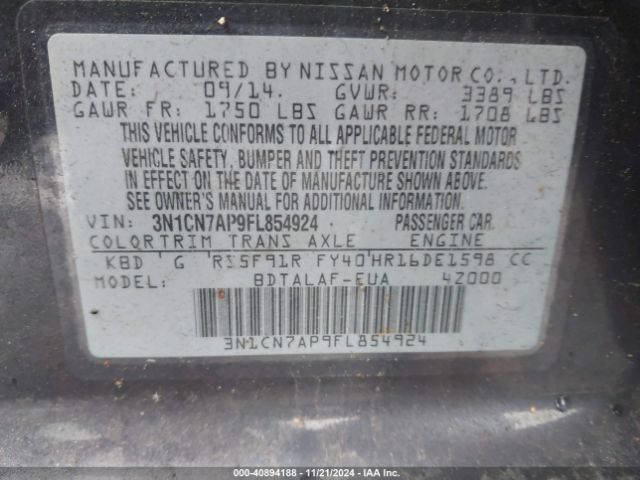 MANUFACTURED BY NISSAN MOTOR CO., LTD.
DATE: 09/14. GVWR: 3389 LBS
GAWR FR: 1750 LBS GAWR RR: 1708 LBS
THIS VEHICLE CONFORMS TO ALL APPLICABLE FEDERAL MOTOR
VEHICLE SAFETY, BUMPER AND THEFT PREVENTION STANDARDS
IN EFFECT ON THE DATE OF MANUFACTURE SHOWN ABOVE.
SEE OWNER'S MANUAL FOR ADDITIONAL INFORMATION.
VIN: 3N1CN7AP9FL854924 PASSENGER CAR.
COLOR TRIM TRANS AXLE ENGINE
KBD G RS5F91R FY40 HR16DE 1598 CC
MODEL: BDTALAF-EUA 4Z000
3N1CN7AP9FL854924
000-40894188 - 11/21/2024 - IAA Inc.